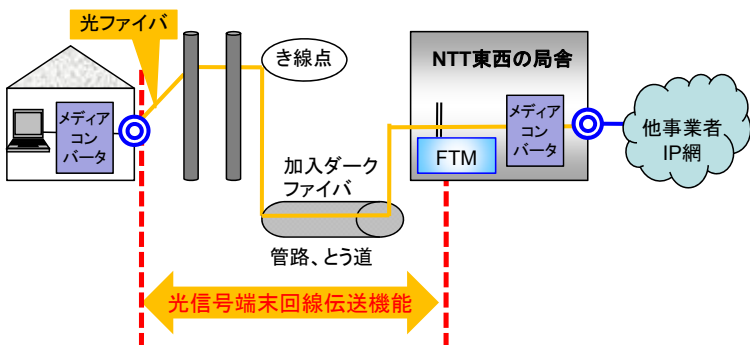 光ファイバ
き線点
NTT東西の局舎
メディア
コン
バータ
メディア
コン
バータ
FTM
他事業者
IP網
加入ダーク
ファイバ
管路、とう道
光信号端末回線伝送機能